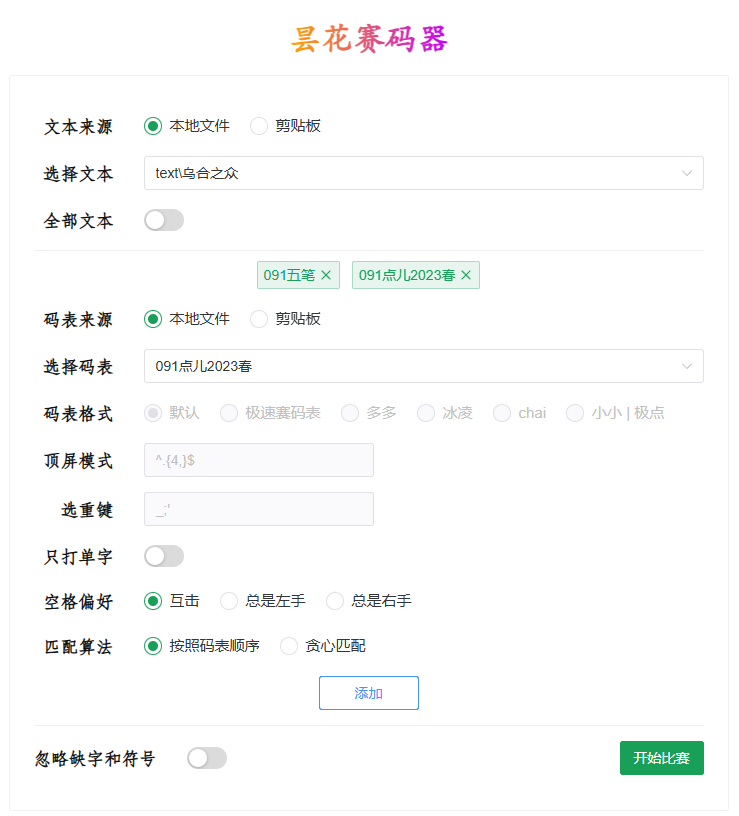 昙花赛码器
文本来源 本地文件 剪贴板
选择文本 text\乌合之众
全部文本
091五笔 × 091点儿2023春 ×
码表来源 本地文件 剪贴板
选择码表 091点儿2023春
码表格式 默认 极速赛码表 多多 冰凌 chai 小小 | 极点
顶屏模式 ^.{4,}$
选重键 _;'
只打单字
空格偏好 互击 总是左手 总是右手
匹配算法 按照码表顺序 贪心匹配
添加
忽略缺字和符号 开始比赛